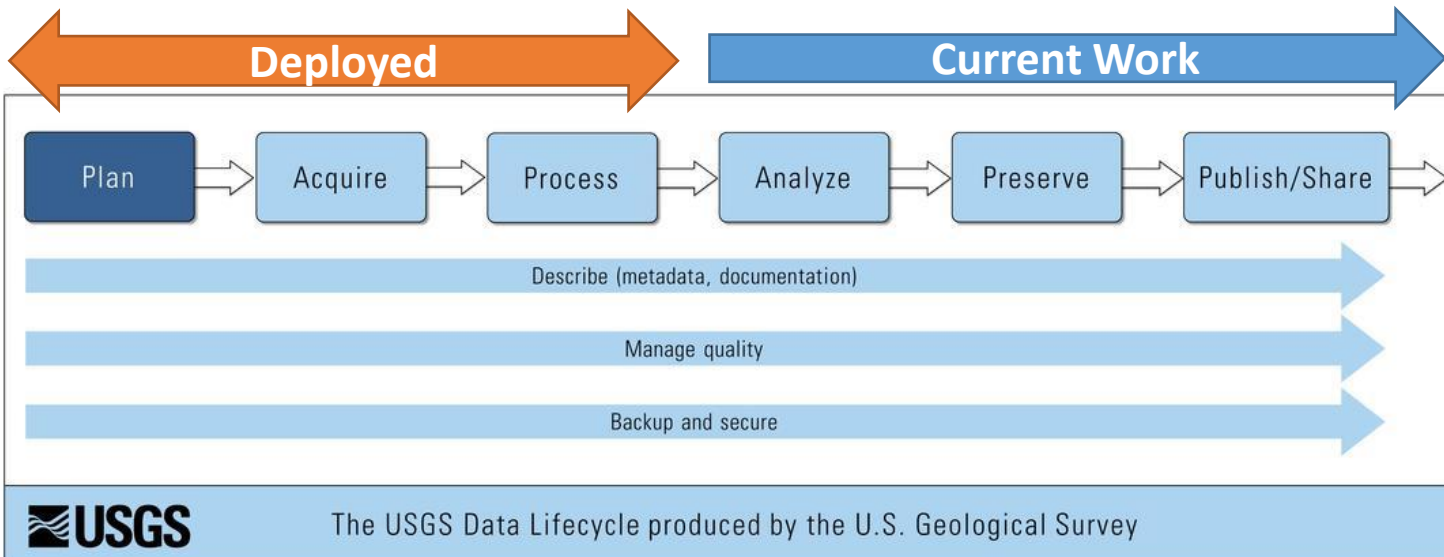 Deployed
Current Work
Plan
Acquire
Process
Analyze
Preserve
Publish/Share
Describe (metadata, documentation)
Manage quality
Backup and secure
USGS
The USGS Data Lifecycle produced by the U.S. Geological Survey